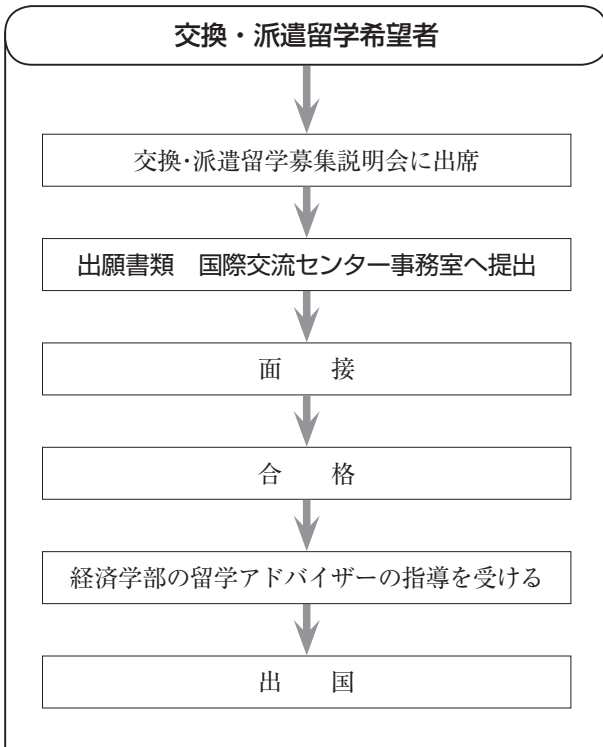 交換・派遣留学希望者
交換・派遣留学募集説明会に出席
出願書類　国際交流センター事務室へ提出
面　　接
合　　格
経済学部の留学アドバイザーの指導を受ける
出　　国